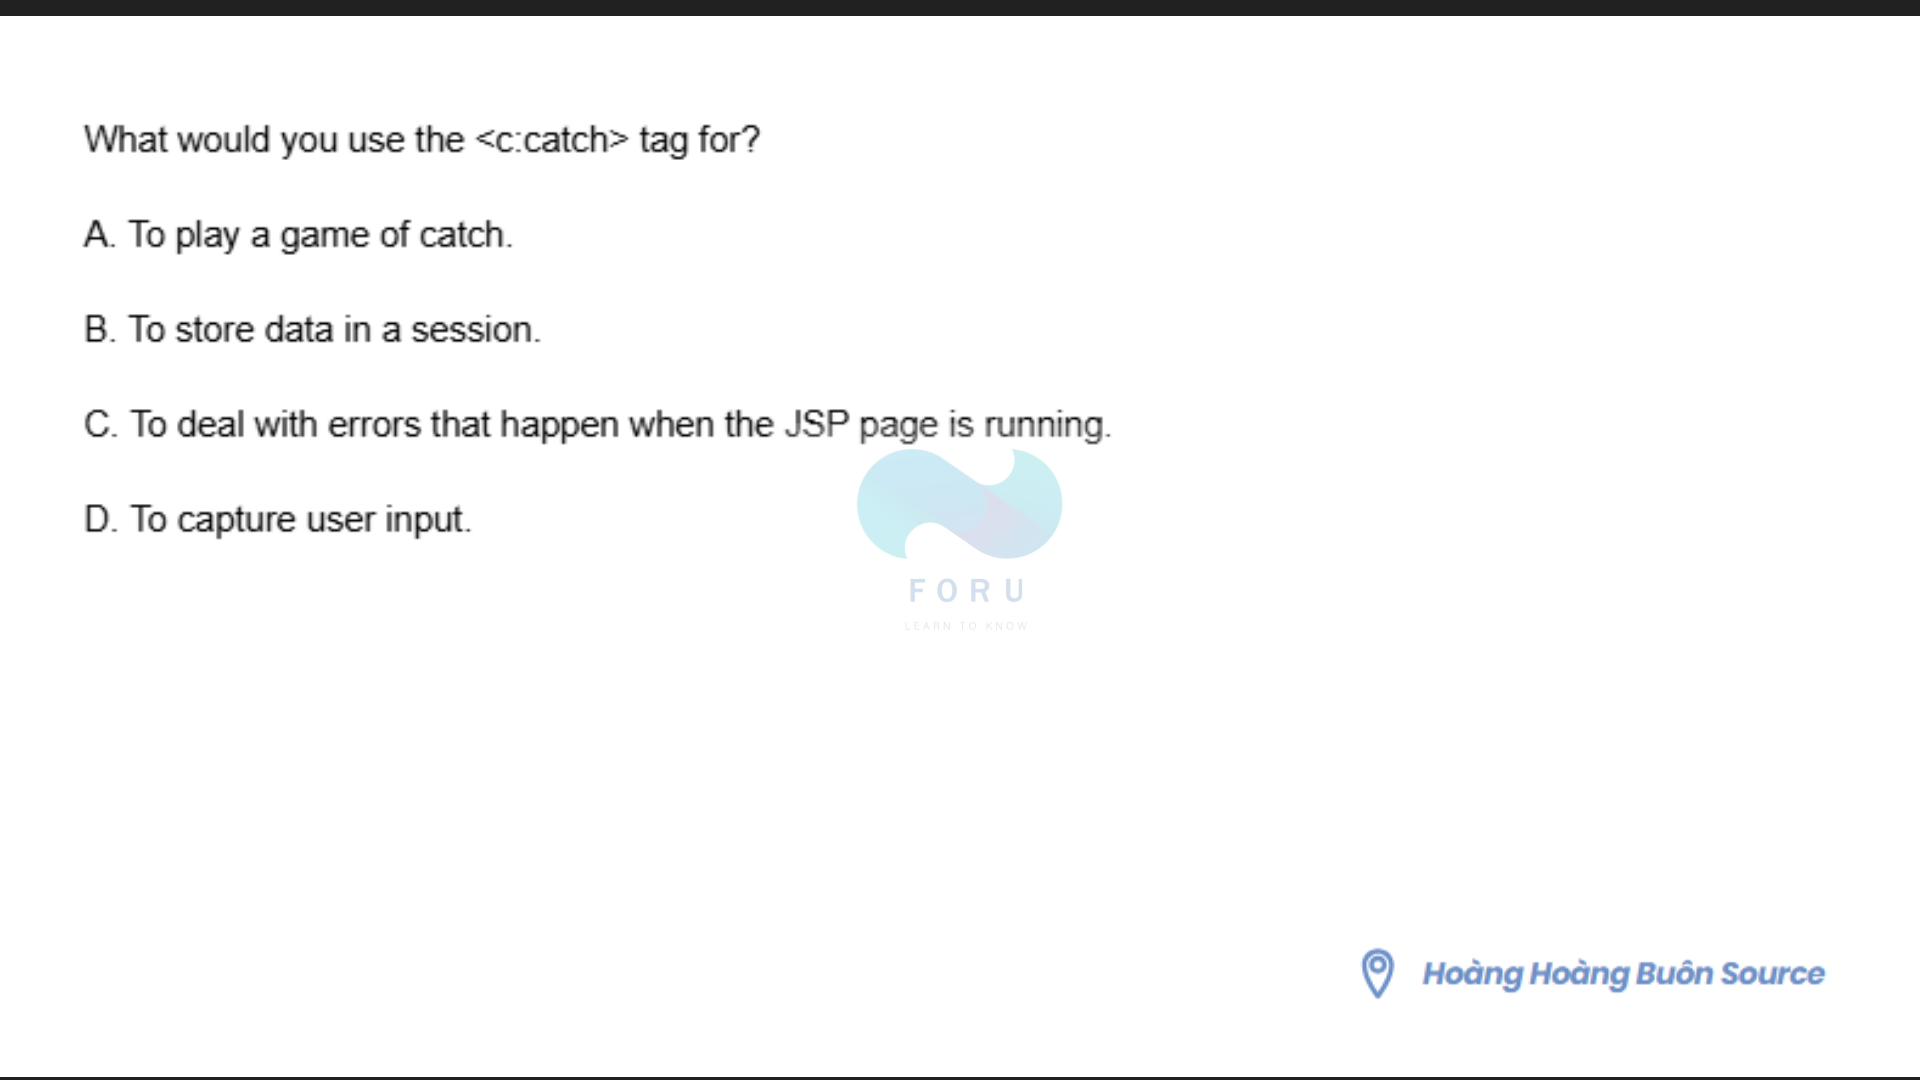 What would you use the <c:catch> tag for?
A. To play a game of catch.
B. To store data in a session.
C. To deal with errors that happen when the JSP page is running.
D. To capture user input.
FORU
LEARN TO KNOW
Hoàng Hoàng Buôn Source